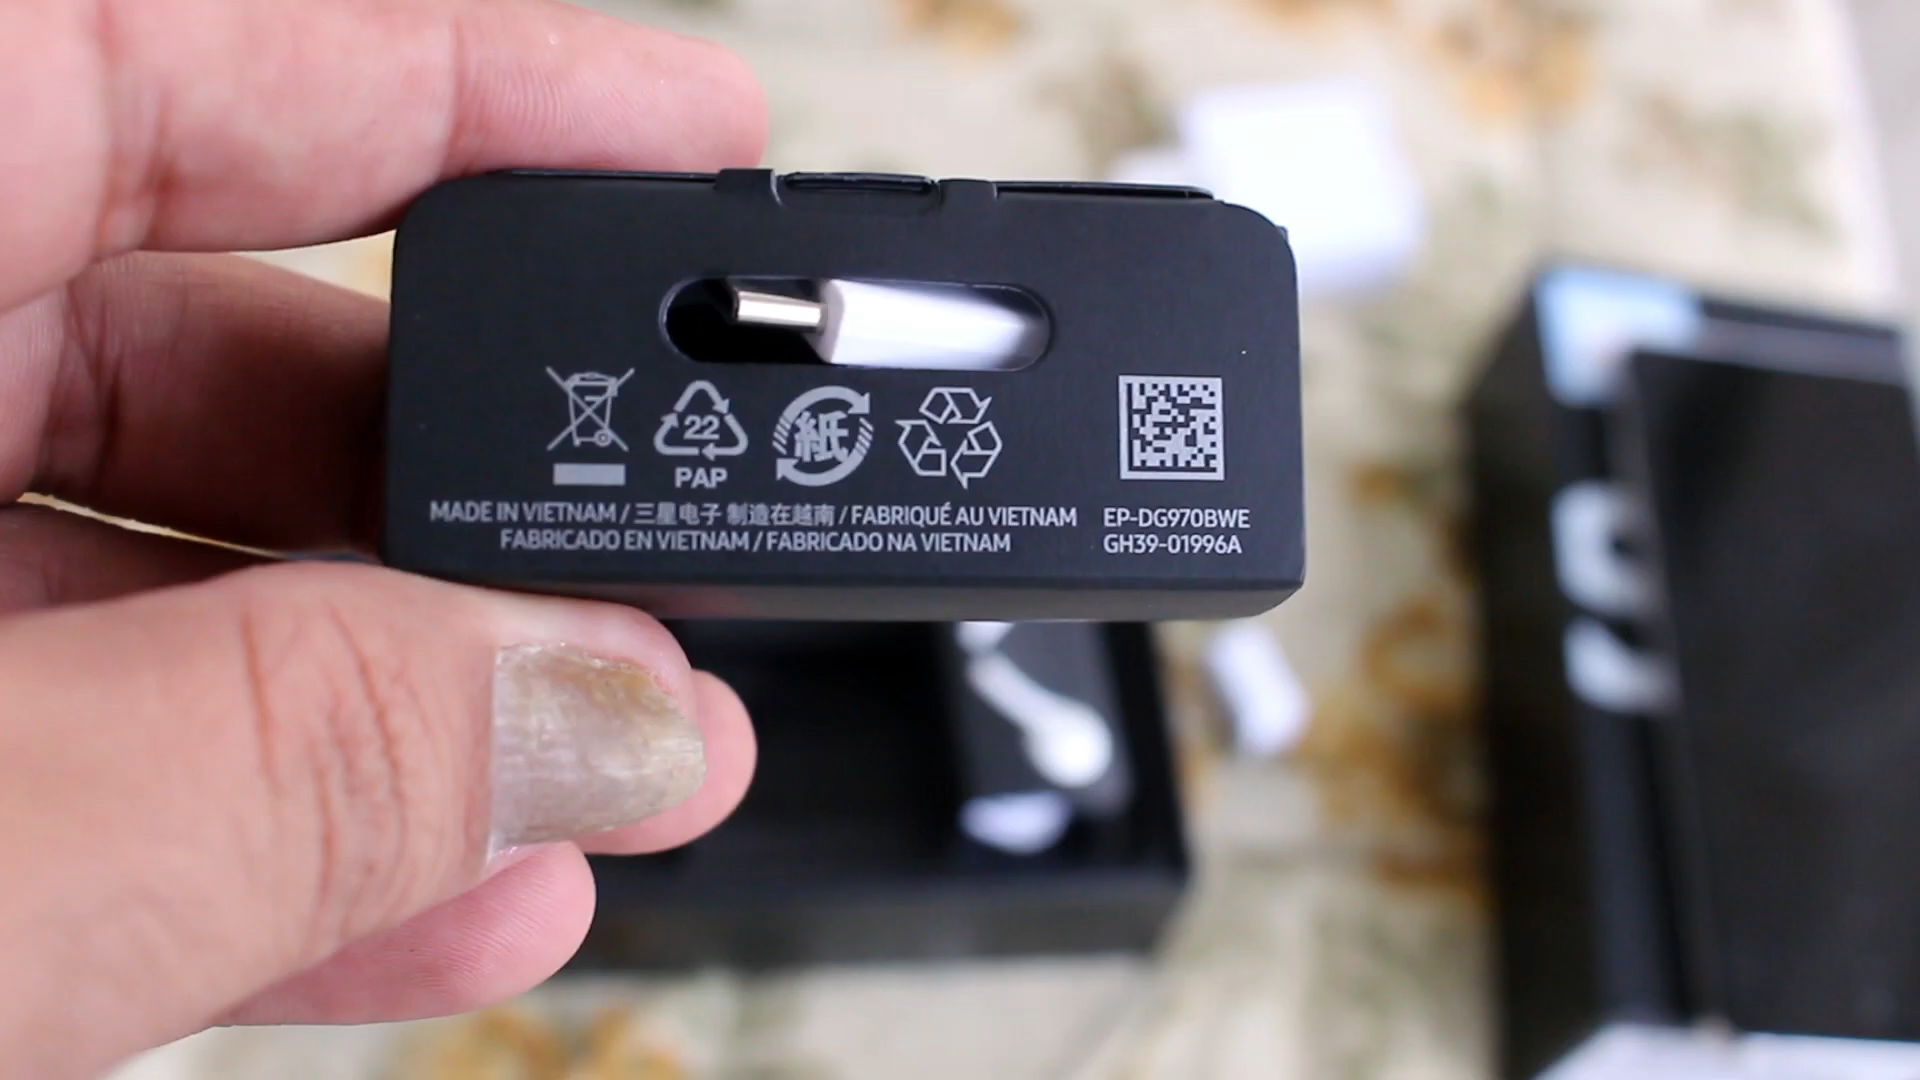 22
PAP
紙
MADE IN VIETNAM / 三星电子 制造在越南 / FABRIQUÉ AU VIETNAM
FABRICADO EN VIETNAM / FABRICADO NA VIETNAM
EP-DG970BWE
GH39-01996A